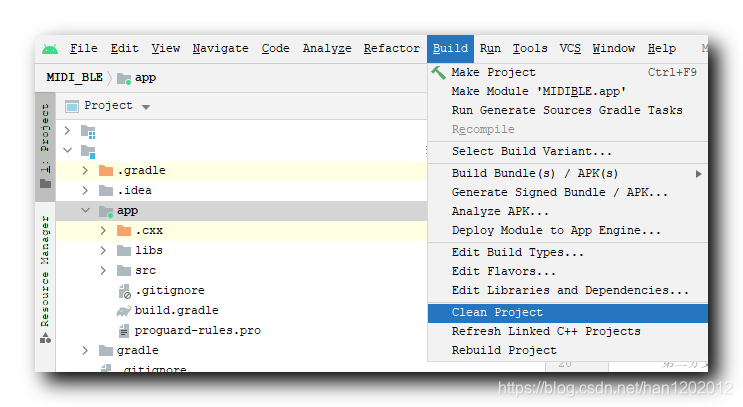 File Edit View Navigate Code Analyze Refactor Build Run Tools VCS Window Help M
MIDI_BLE app
Project
1: Project
Resource Manager
.gradle
.idea
app
.cxx
libs
src
.gitignore
build.gradle
proguard-rules.pro
gradle
.gitignore
Make Project Ctrl+F9
Make Module 'MIDIBLE.app'
Run Generate Sources Gradle Tasks
Recompile
Select Build Variant...
Build Bundle(s) / APK(s)
Generate Signed Bundle / APK...
Analyze APK...
Deploy Module to App Engine...
Edit Build Types...
Edit Flavors...
Edit Libraries and Dependencies...
Clean Project
Refresh Linked C++ Projects
Rebuild Project
20
https://blog.csdn.net/han1202012